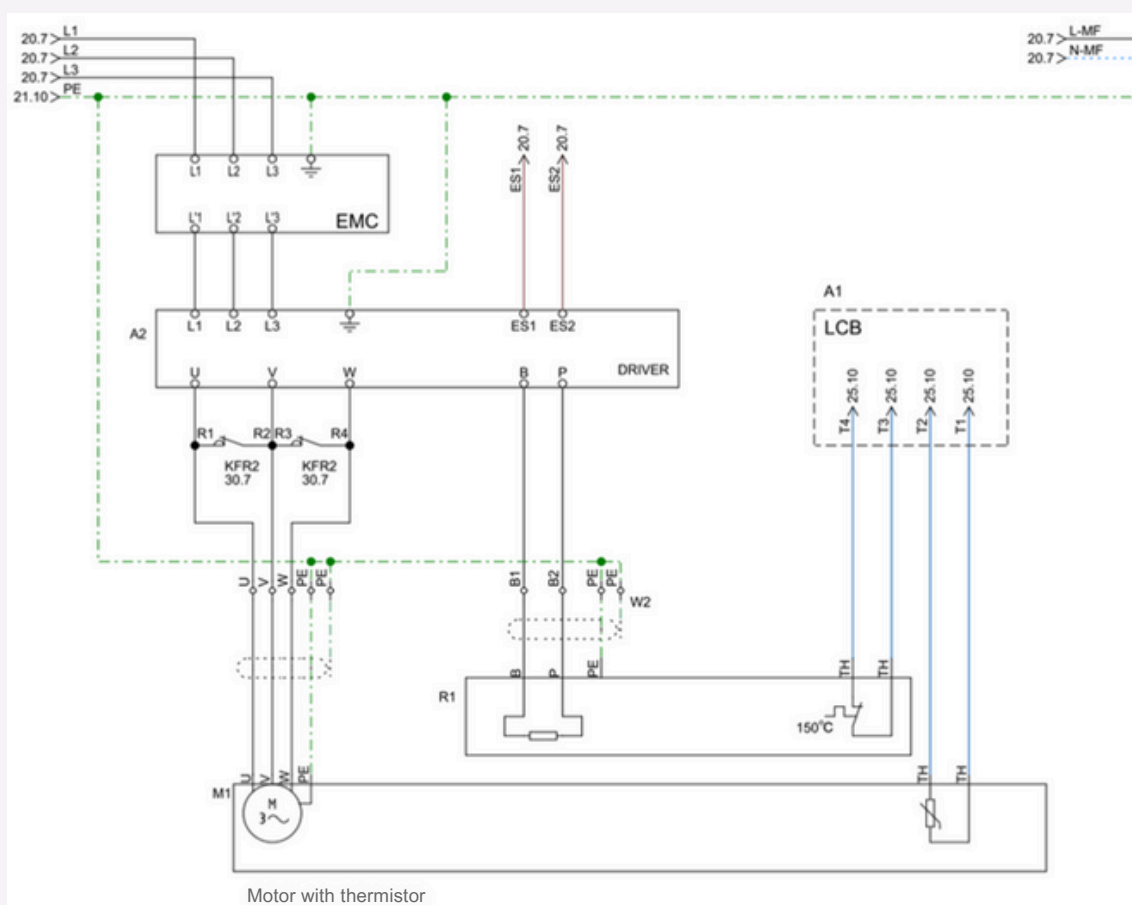 20.7 L1
20.7 L2
20.7 L3
21.10 PE
20.7 L-MF
20.7 N-MF
L1 L2 L3
L'1 L'2 L'3
EMC
ES1 20.7
ES2 20.7
A2
L1 L2 L3 ES1 ES2
U V W B P
DRIVER
A1
LCB
T4 25.10
T3 25.10
T2 25.10
T1 25.10
R1 R2 R3 R4
KFR2
30.7
KFR2
30.7
U V W PE PE
B1 B2 PE PE
W2
R1
B P PE
TH TH
150°C
M1
U V W PE
M
3
TH TH
Motor with thermistor